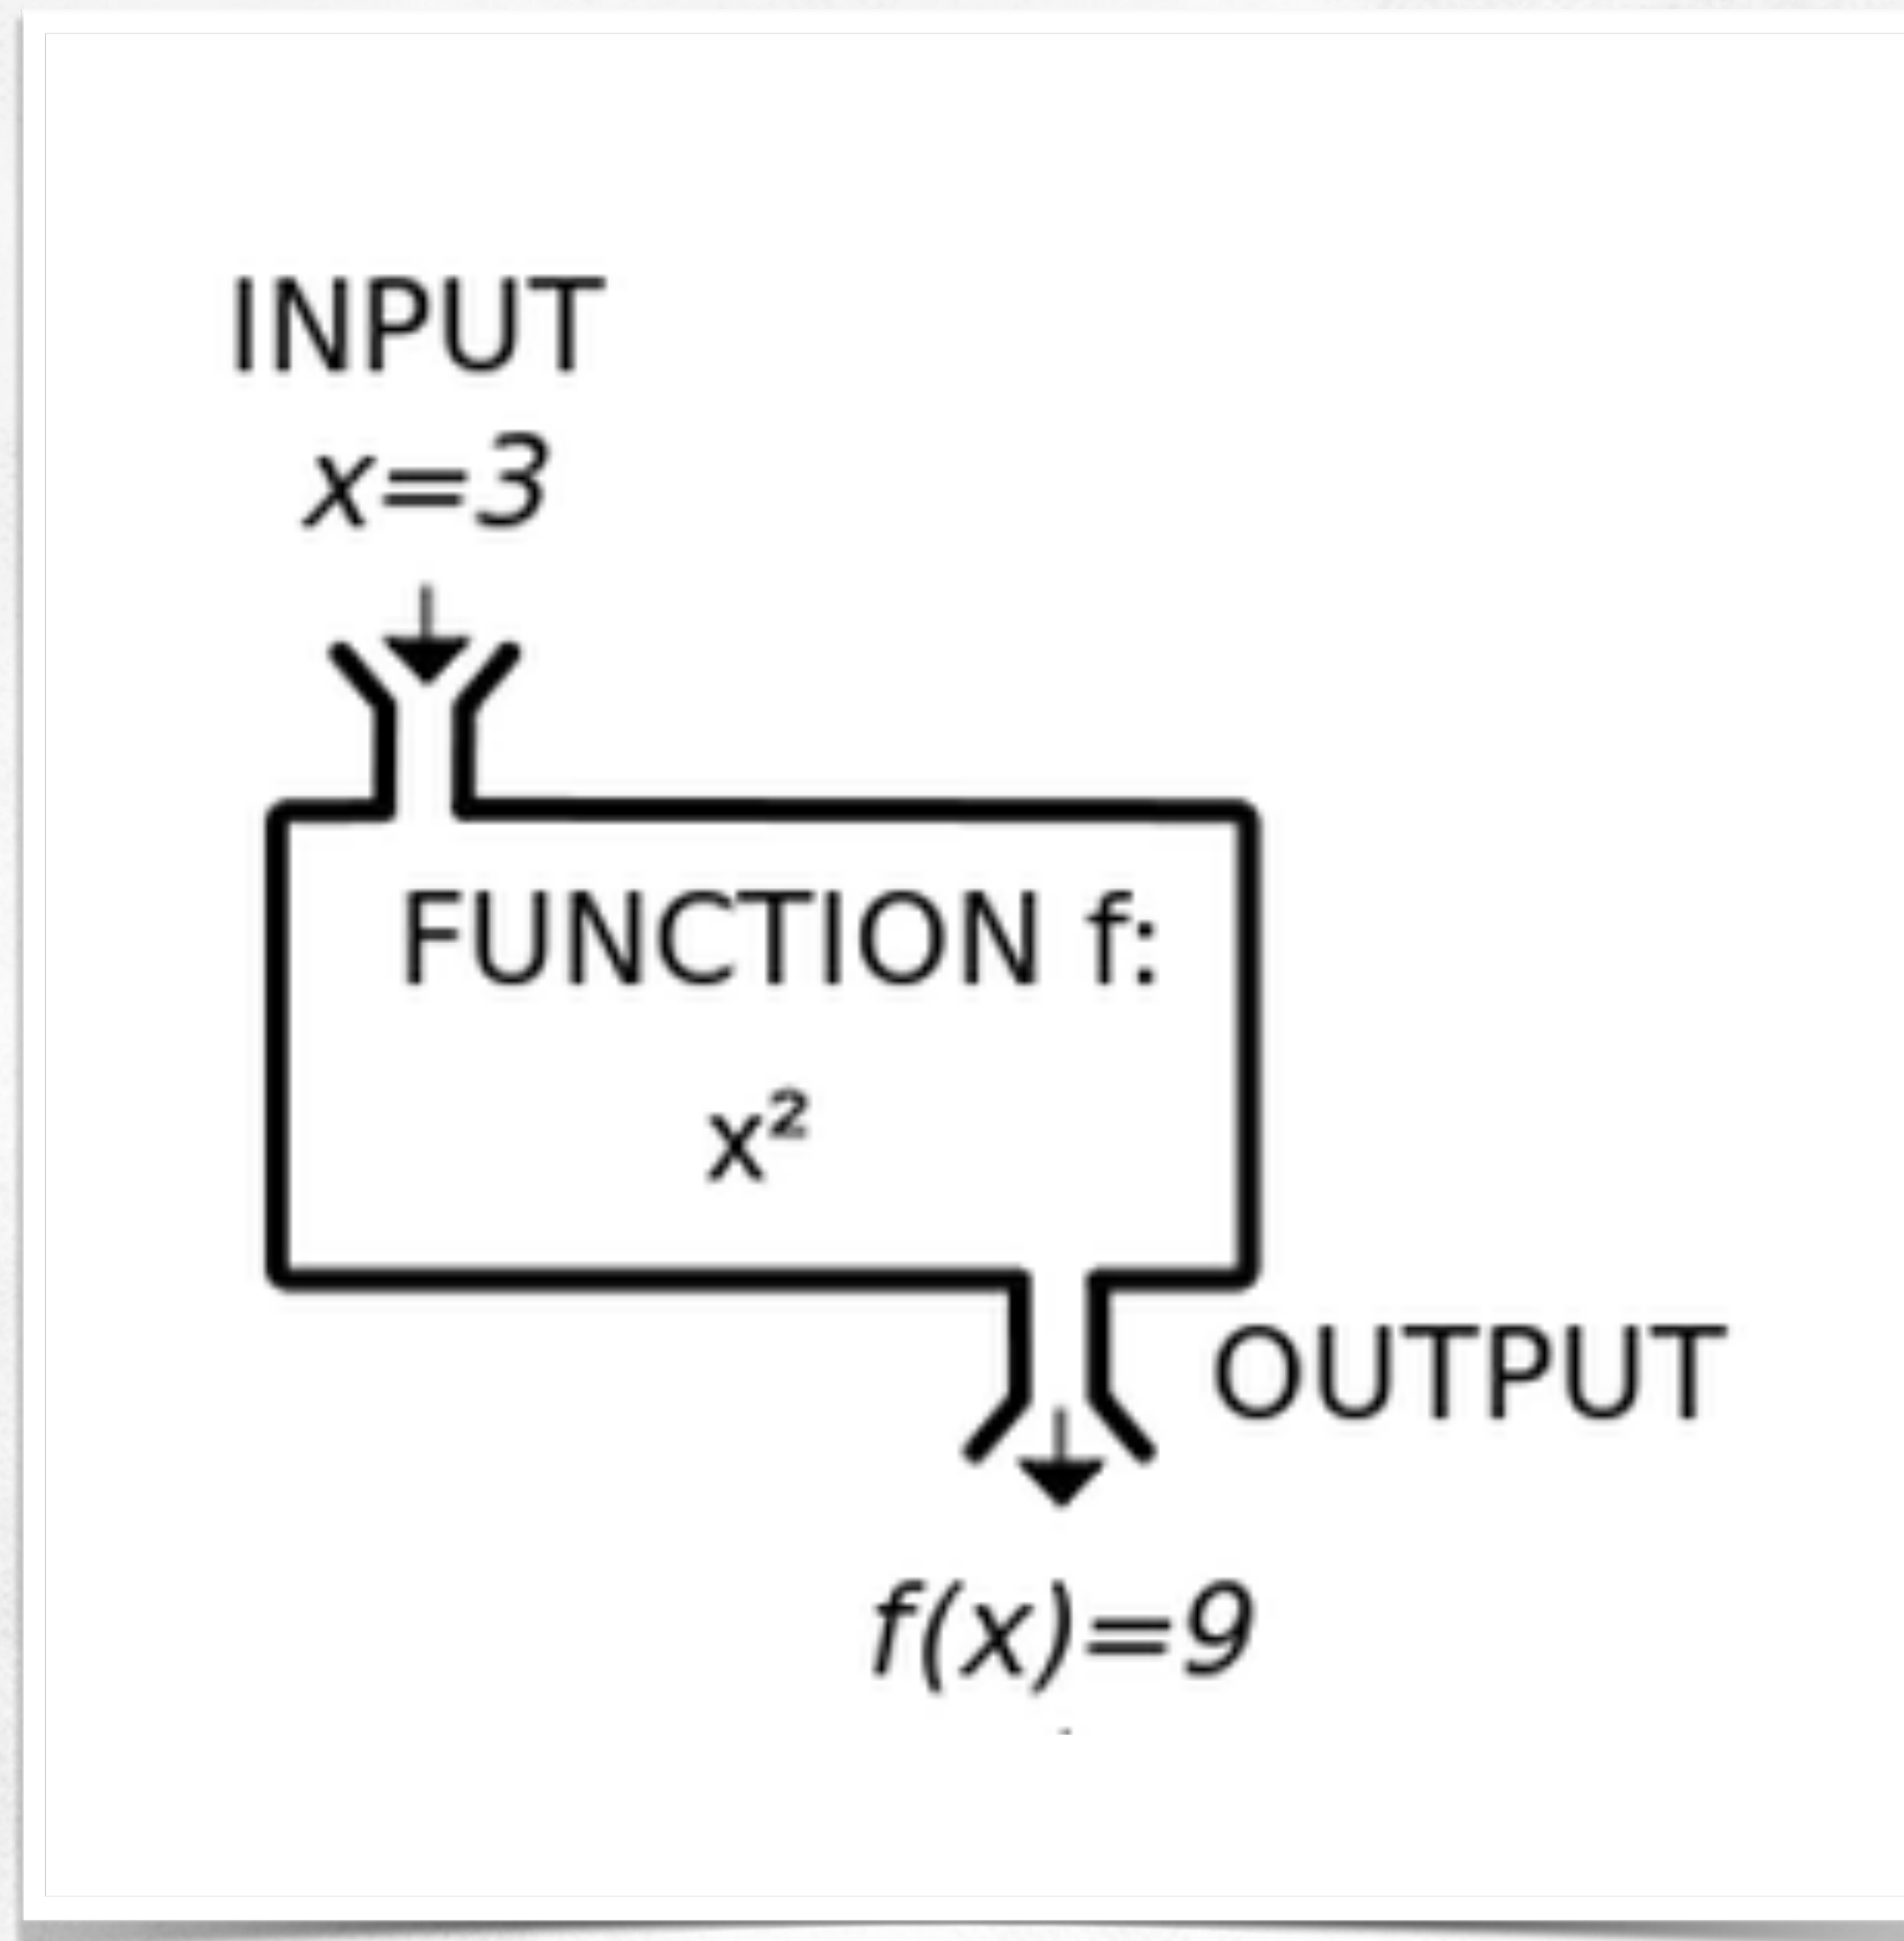 INPUT
x=3
FUNCTION f:
x²
OUTPUT
f(x)=9